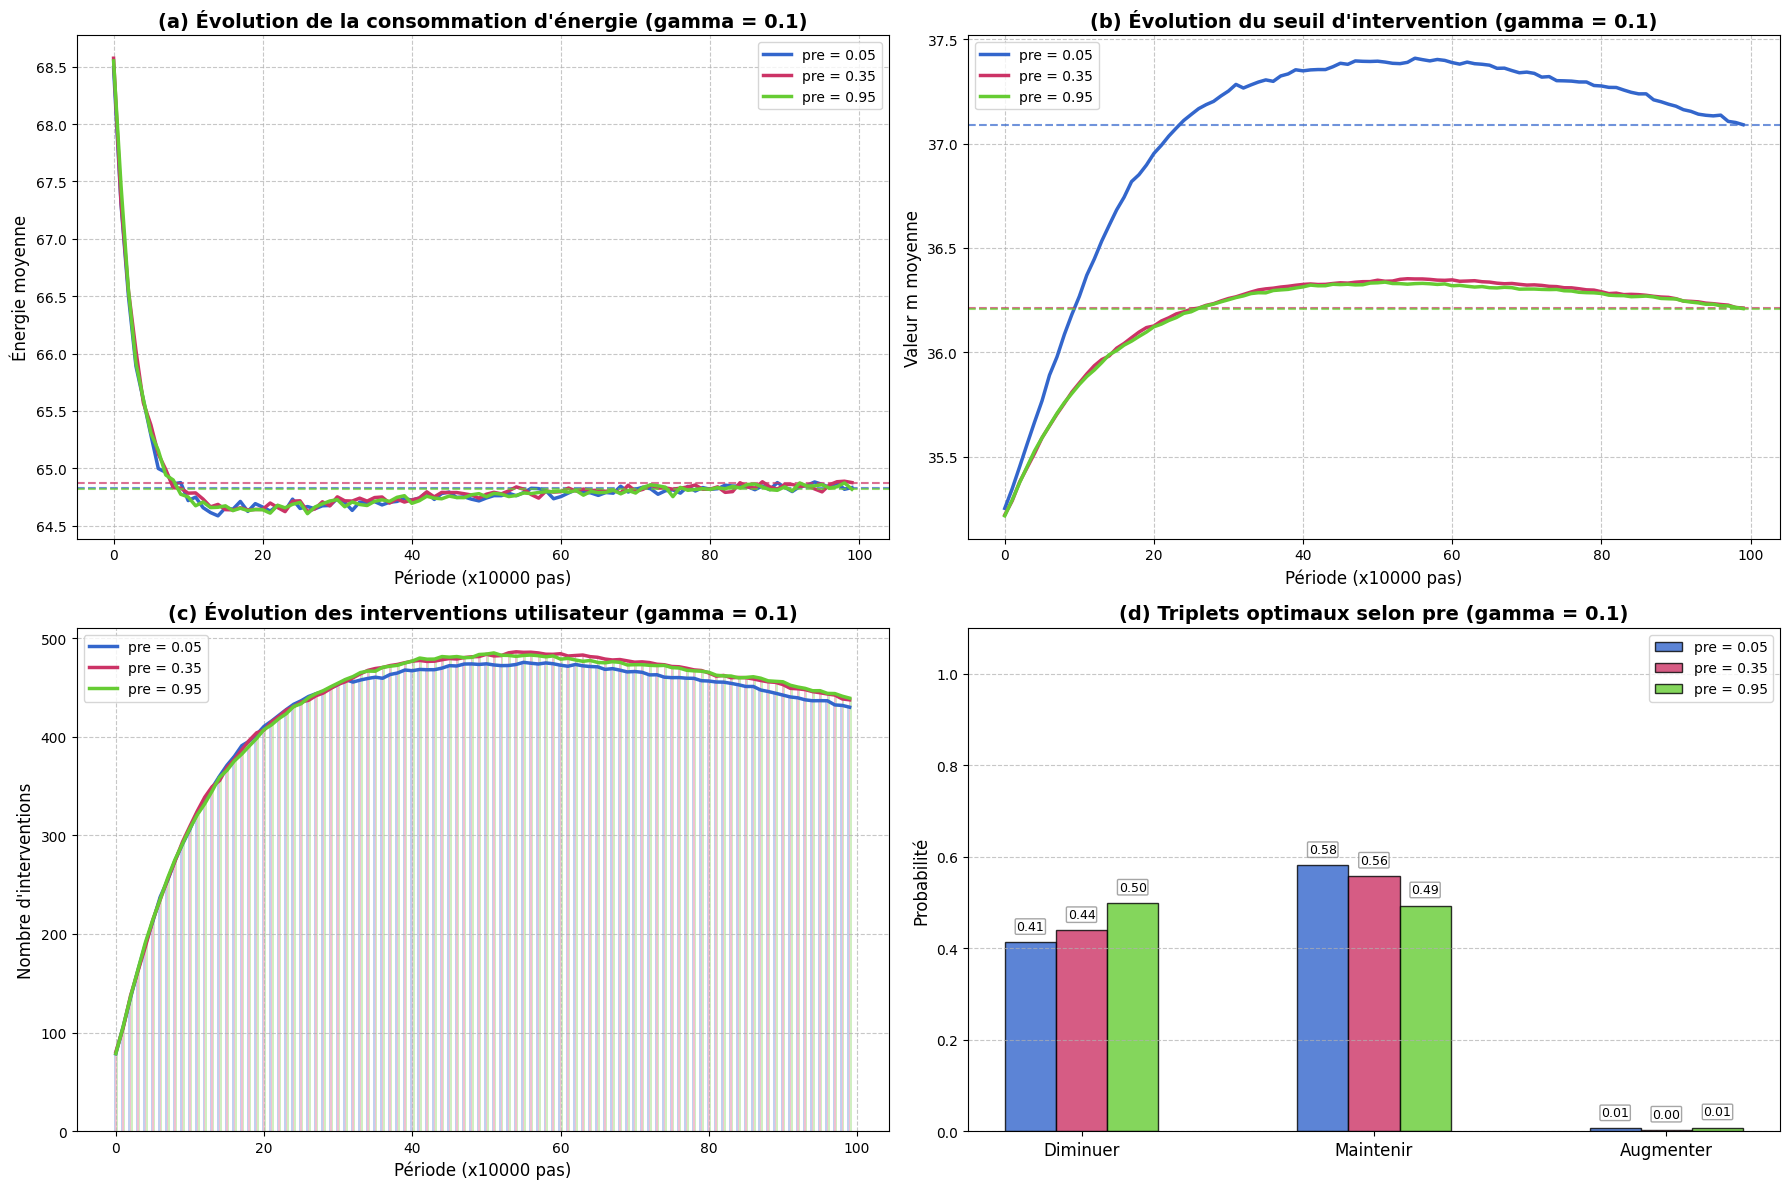 (a) Évolution de la consommation d'énergie (gamma = 0.1)
Énergie moyenne
68.5
68.0
67.5
67.0
66.5
66.0
65.5
65.0
64.5
0 20 40 60 80 100
Période (x10000 pas)
pre = 0.05
pre = 0.35
pre = 0.95
(b) Évolution du seuil d'intervention (gamma = 0.1)
Valeur m moyenne
37.5
37.0
36.5
36.0
35.5
0 20 40 60 80 100
Période (x10000 pas)
pre = 0.05
pre = 0.35
pre = 0.95
(c) Évolution des interventions utilisateur (gamma = 0.1)
Nombre d'interventions
500
400
300
200
100
0
0 20 40 60 80 100
Période (x10000 pas)
pre = 0.05
pre = 0.35
pre = 0.95
(d) Triplets optimaux selon pre (gamma = 0.1)
Probabilité
1.0
0.8
0.6
0.4
0.2
0.0
pre = 0.05
pre = 0.35
pre = 0.95
0.41 0.44 0.50
0.58 0.56 0.49
0.01 0.00 0.01
Diminuer Maintenir Augmenter